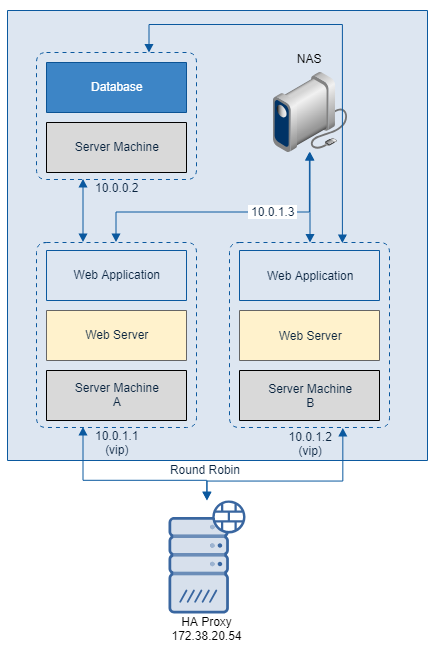 Database
Server Machine
10.0.0.2
NAS
10.0.1.3
Web Application
Web Server
Server Machine
A
10.0.1.1
(vip)
Web Application
Web Server
Server Machine
B
10.0.1.2
(vip)
Round Robin
HA Proxy
172.38.20.54